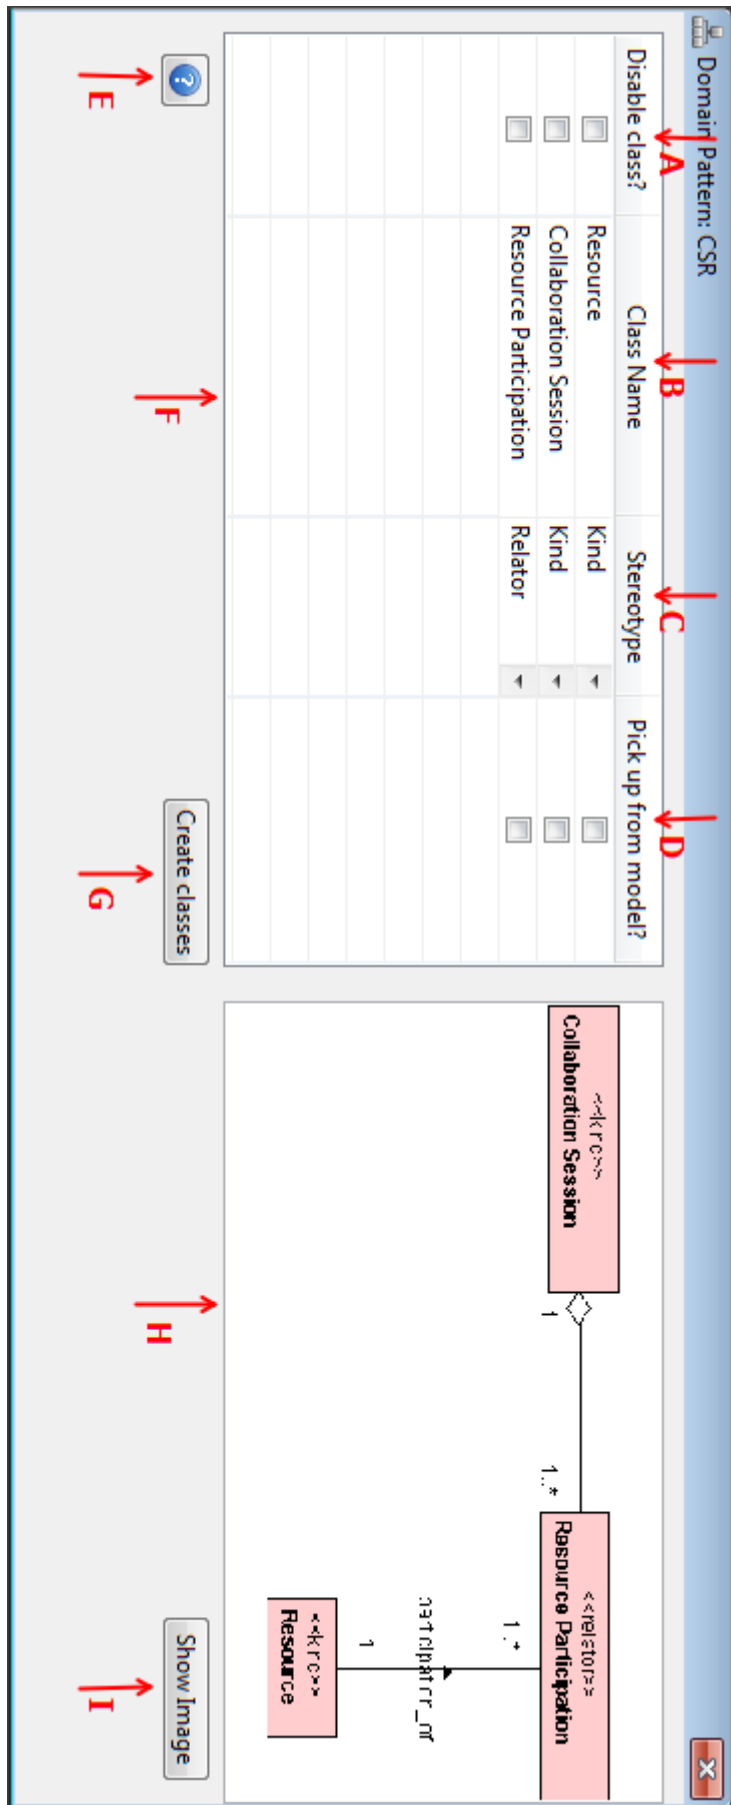 Domain Pattern: CSR
A
B
C
D
Disable class?
Class Name
Stereotype
Pick up from model?
Resource
Kind
Collaboration Session
Kind
Resource Participation
Relator
<<relator>>
Collaboration Session
Resource Participation
1
1..*
1..*
1
Resource
?
Create classes
Show Image
E
F
G
H
I